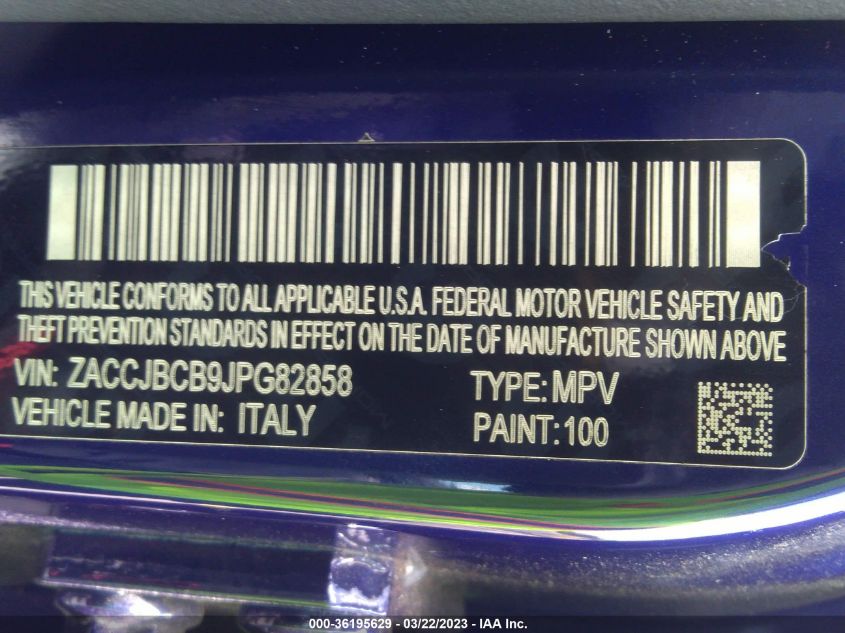 THIS VEHICLE CONFORMS TO ALL APPLICABLE U.S.A. FEDERAL MOTOR VEHICLE SAFETY AND
THEFT PREVENTION STANDARDS IN EFFECT ON THE DATE OF MANUFACTURE SHOWN ABOVE
VIN: ZACCJBCB9JPG82858 TYPE: MPV
VEHICLE MADE IN: ITALY PAINT: 100
000-36195629 - 03/22/2023 - IAA Inc.